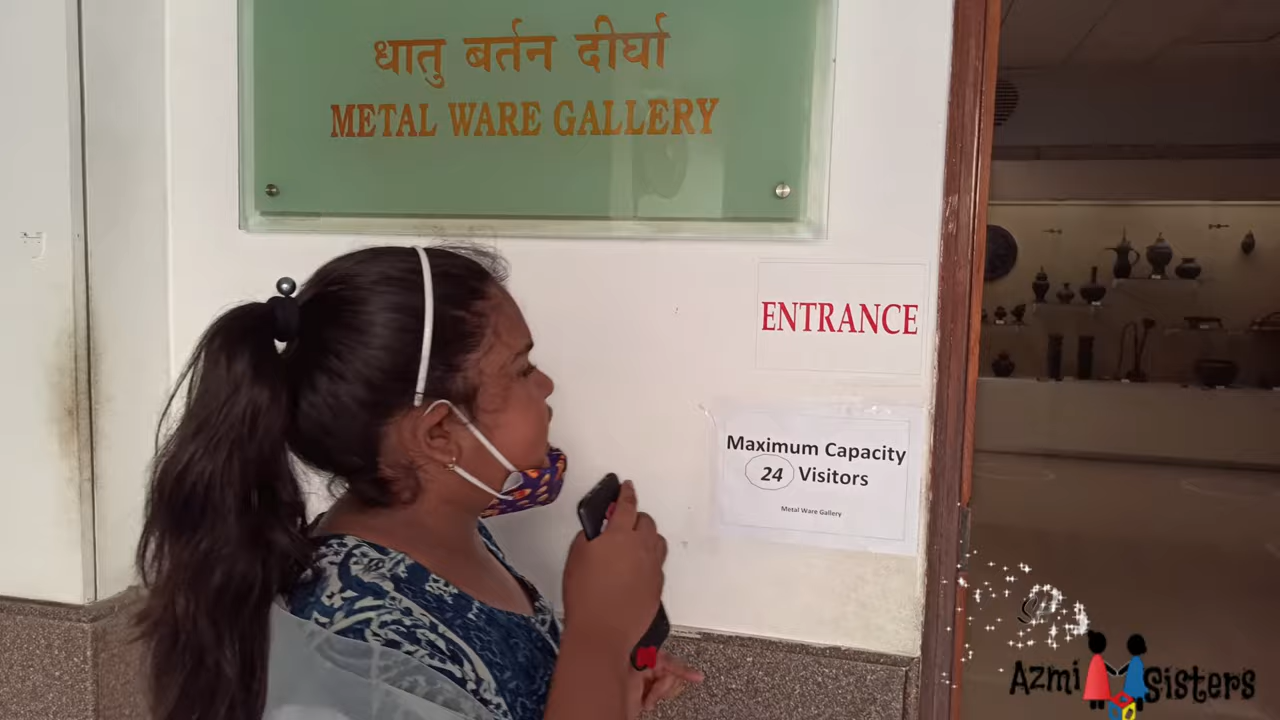 धातु बर्तन दीर्घा
METAL WARE GALLERY
ENTRANCE
Maximum Capacity
24 Visitors
Metal Ware Gallery
Azmi Sisters